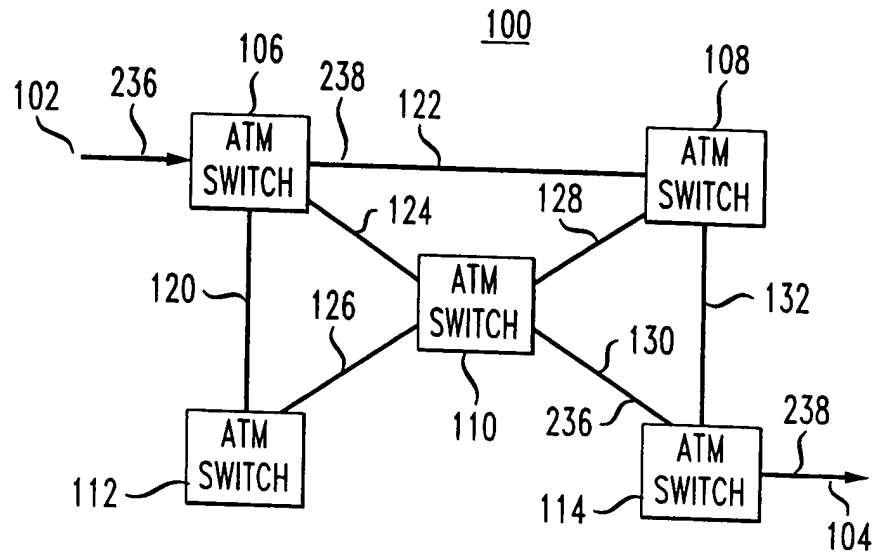 100
106
238
122
108
102
236
ATM
SWITCH
ATM
SWITCH
124
128
120
126
ATM
SWITCH
132
130
110
236
ATM
SWITCH
112
ATM
SWITCH
114
238
104